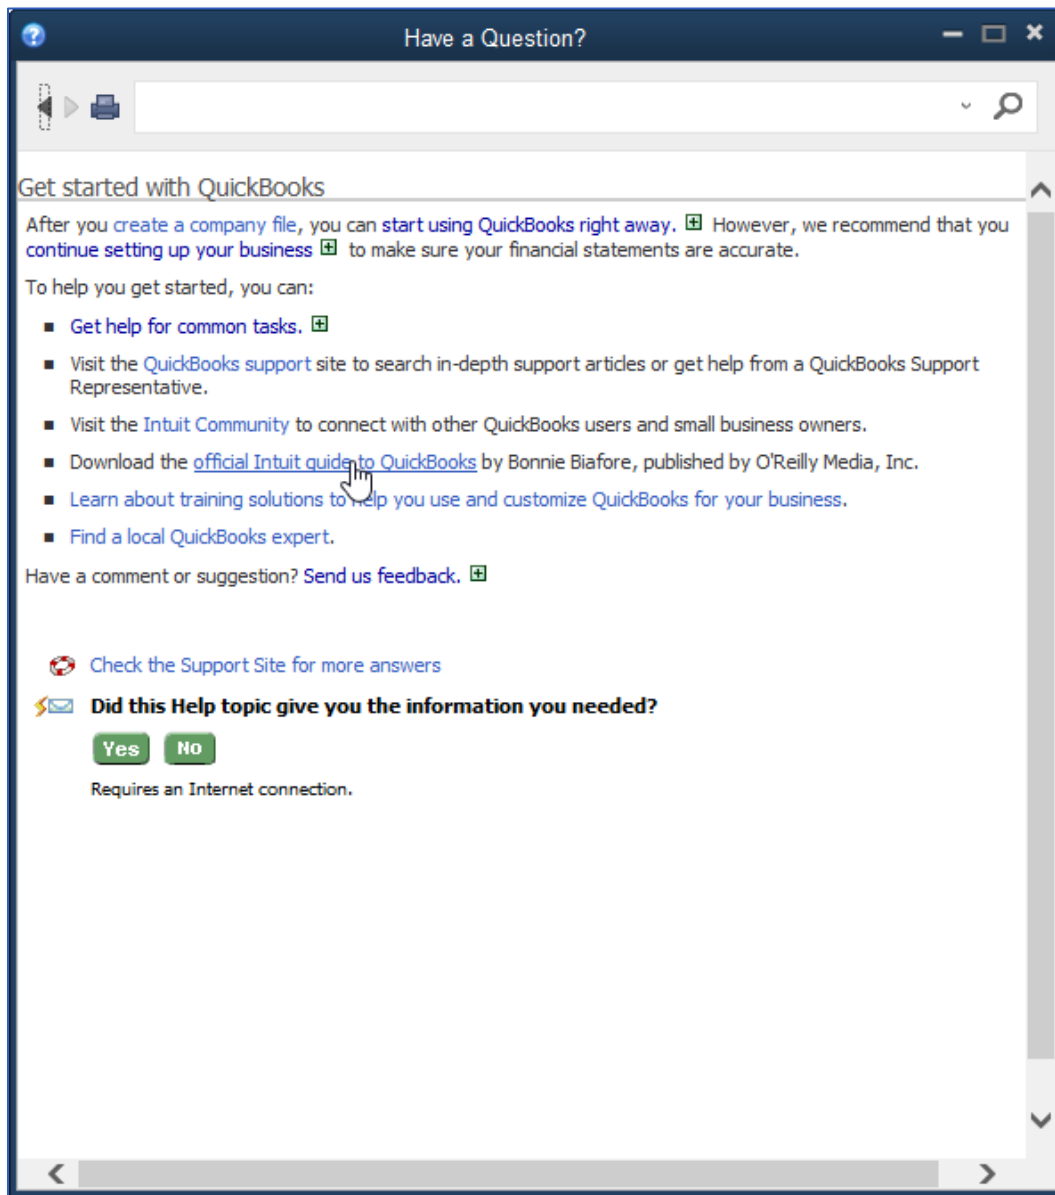 Have a Question?
Get started with QuickBooks
After you create a company file, you can start using QuickBooks right away. However, we recommend that you
continue setting up your business to make sure your financial statements are accurate.
To help you get started, you can:
Get help for common tasks.
Visit the QuickBooks support site to search in-depth support articles or get help from a QuickBooks Support
Representative.
Visit the Intuit Community to connect with other QuickBooks users and small business owners.
Download the official Intuit guide to QuickBooks by Bonnie Biafore, published by O'Reilly Media, Inc.
Learn about training solutions to help you use and customize QuickBooks for your business.
Find a local QuickBooks expert.
Have a comment or suggestion? Send us feedback.
Check the Support Site for more answers
Did this Help topic give you the information you needed?
Yes No
Requires an Internet connection.